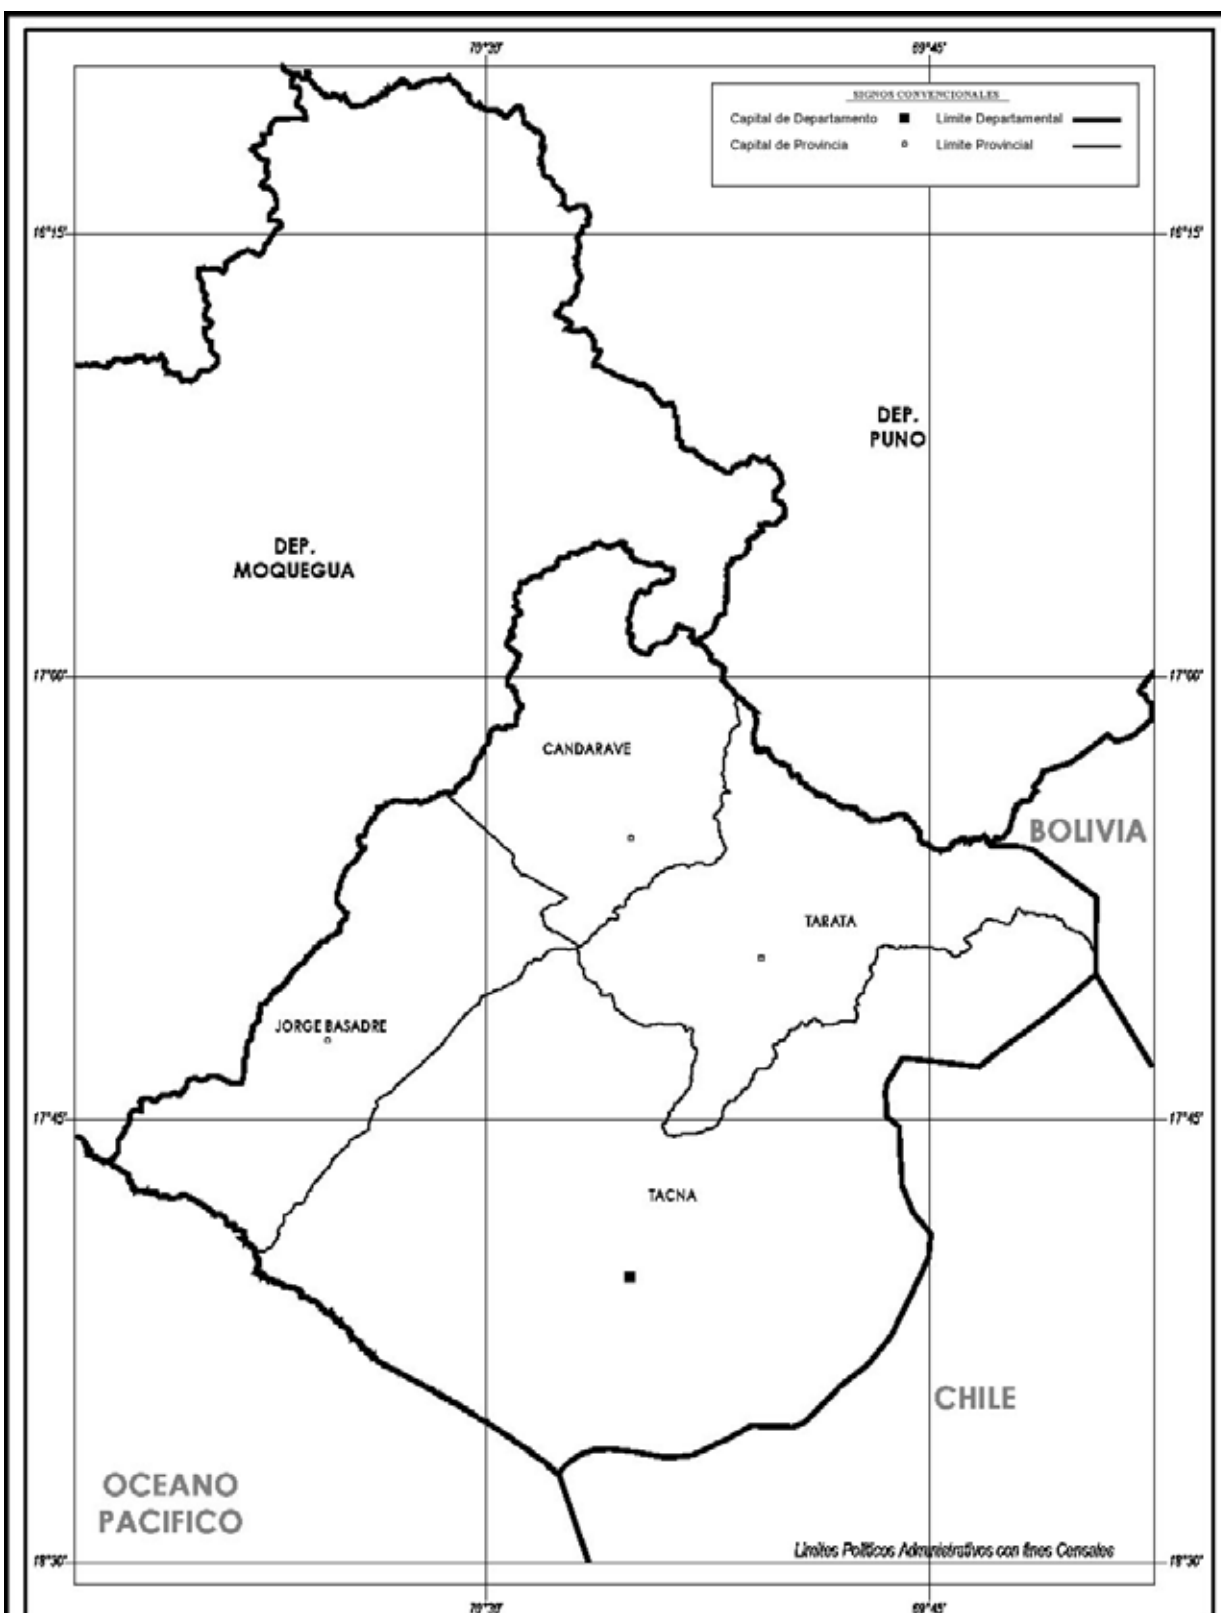 70°30' 69°45'
SIGNOS CONVENCIONALES
Capital de Departamento Limite Departamental
Capital de Provincia Limite Provincial
16°15' 16°15'
DEP.
PUNO
DEP.
MOQUEGUA
17°00' 17°00'
CANDARAVE
BOLIVIA
TARATA
JORGE BASADRE
17°45' 17°45'
TACNA
CHILE
OCEANO
PACIFICO
Limites Políticos Administrativos con fines Censales
18°30' 18°30'
70°30' 69°45'